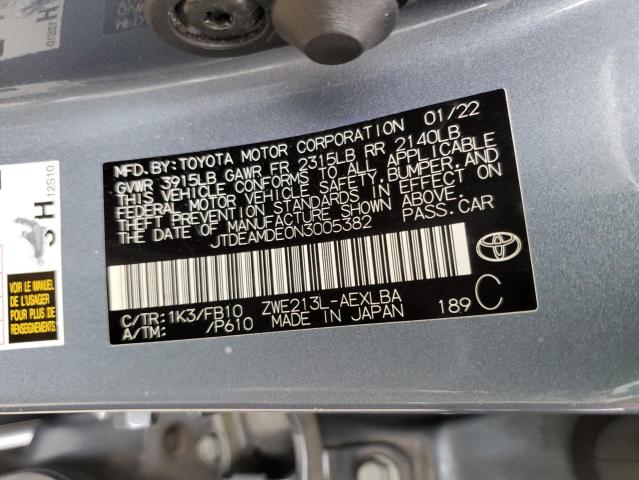 MFD. BY: TOYOTA MOTOR CORPORATION 01/22
GVWR 3915LB GAWR FR 2315LB RR 2140LB
THIS VEHICLE CONFORMS TO ALL APPLICABLE
FEDERAL MOTOR VEHICLE SAFETY, BUMPER, AND
THEFT PREVENTION STANDARDS IN EFFECT ON
THE DATE OF MANUFACTURE SHOWN ABOVE.
JTDEAMDE0N3005382 PASS. CAR
C/TR: 1K3/FB10 ZWE213L-AEXLBA
A/TM: /P610 MADE IN JAPAN 189 C
H 12S10
VOIR LE MANUEL
DE L'USAGER
POUR PLUS DE
RENSEIGNEMENTS